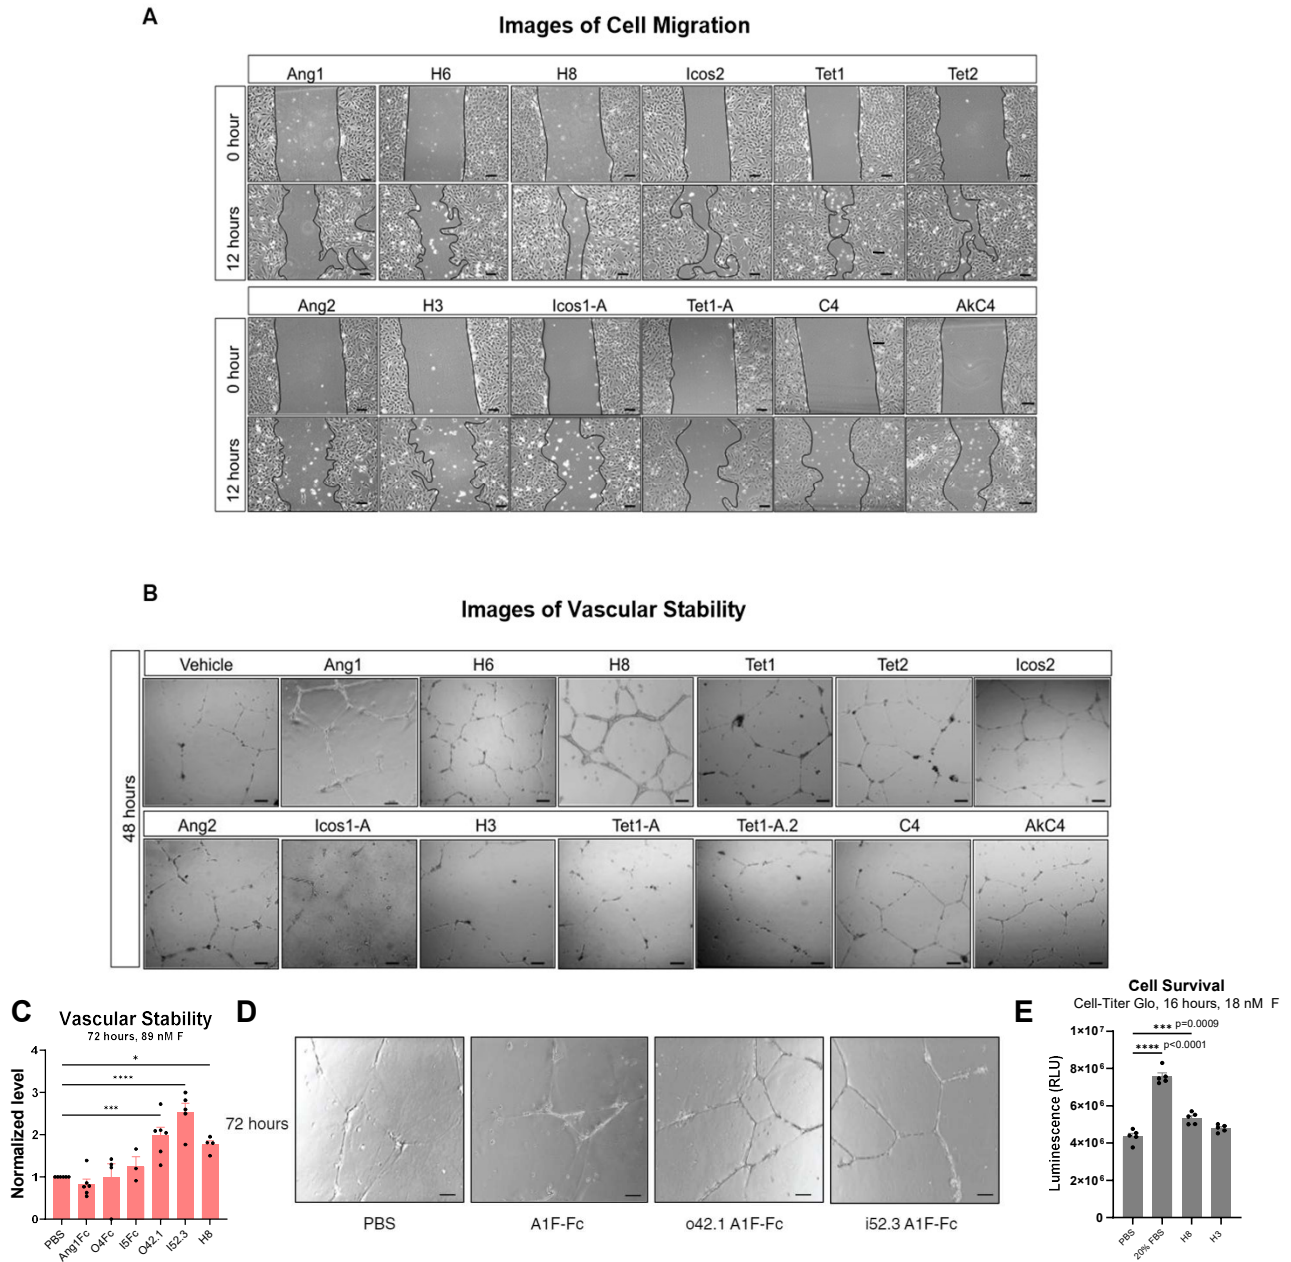 A
Images of Cell Migration
Ang1 H6 H8 Icos2 Tet1 Tet2
0 hour
12 hours
Ang2 H3 Icos1-A Tet1-A C4 AkC4
0 hour
12 hours
B
Images of Vascular Stability
Vehicle Ang1 H6 H8 Tet1 Tet2 Icos2
48 hours
Ang2 Icos1-A H3 Tet1-A Tet1-A.2 C4 AkC4
C
Vascular Stability
72 hours, 89 nM F
Normalized level
4
3
2
1
0
*
****
***
PBS Ang1Fc O4Fc I5Fc O42.1 I52.3 H8
D
72 hours
PBS A1F-Fc o42.1 A1F-Fc i52.3 A1F-Fc
E
Cell Survival
Cell-Titer Glo, 16 hours, 18 nM F
*** p=0.0009
**** p<0.0001
Luminescence (RLU)
1×10⁷
8×10⁶
6×10⁶
4×10⁶
2×10⁶
0
PBS 20% FBS H8 H3